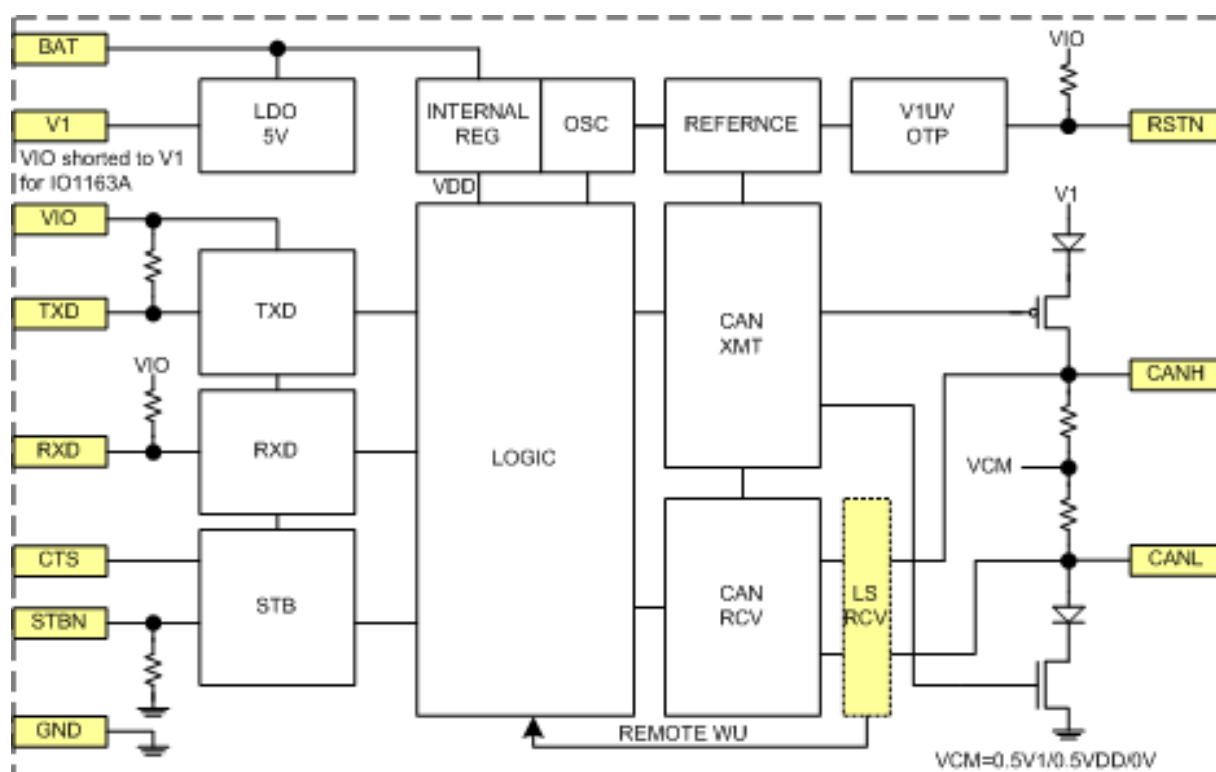 BAT
VIO
LDO
5V
INTERNAL
REG
OSC
REFERNCE
V1UV
OTP
V1
RSTN
VIO shorted to V1
for IO1163A
VDD
VIO
V1
TXD
TXD
CAN
XMT
VIO
CANH
RXD
RXD
LOGIC
VCM
CTS
CANL
STB
CAN
RCV
LS
RCV
STBN
GND
REMOTE WU
VCM=0.5V1/0.5VDD/0V